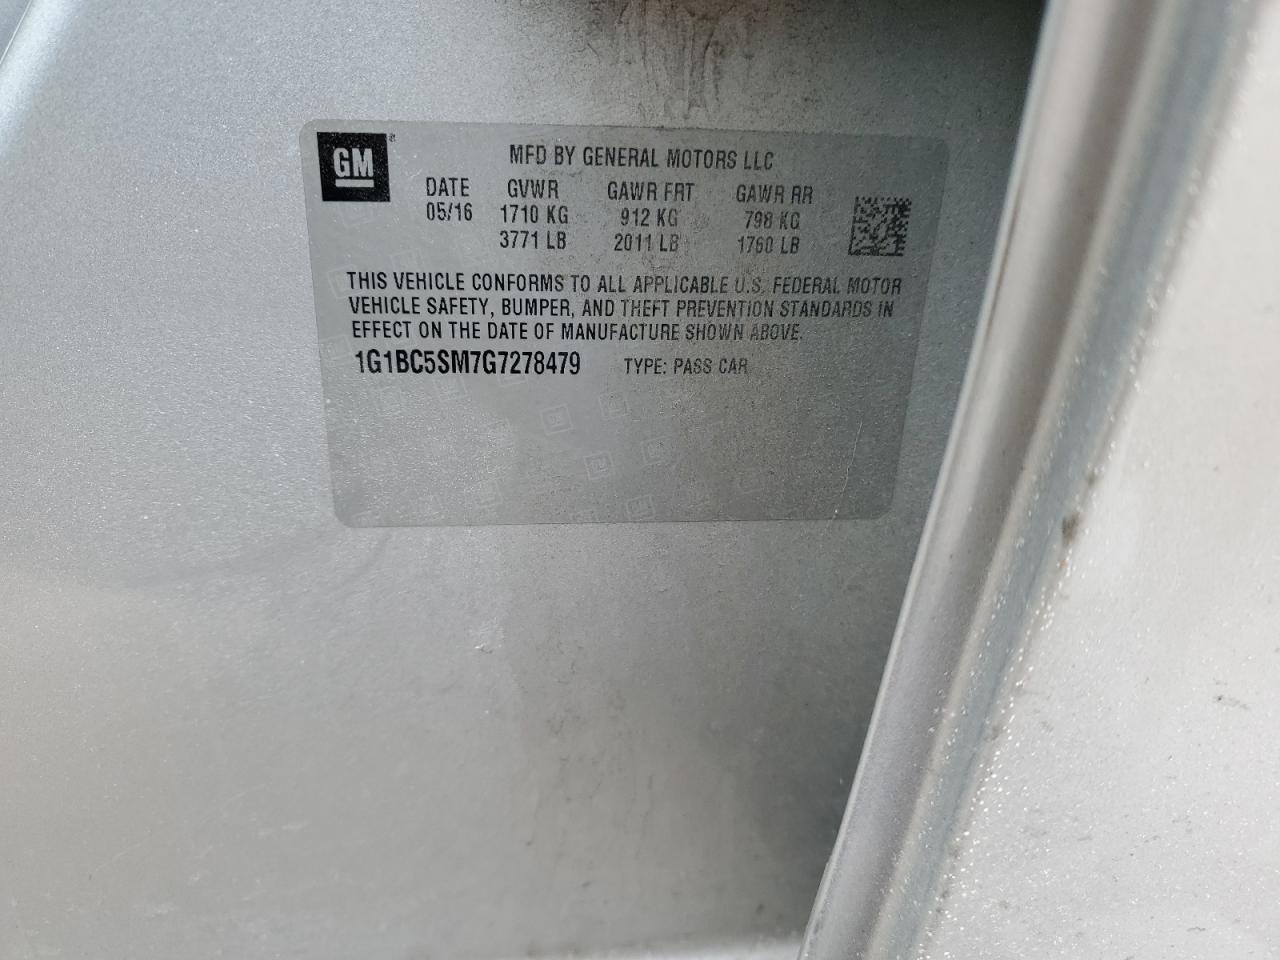 GM®
MFD BY GENERAL MOTORS LLC
DATE GVWR GAWR FRT GAWR RR
05/16 1710 KG 912 KG 798 KG
3771 LB 2011 LB 1760 LB
THIS VEHICLE CONFORMS TO ALL APPLICABLE U.S. FEDERAL MOTOR
VEHICLE SAFETY, BUMPER, AND THEFT PREVENTION STANDARDS IN
EFFECT ON THE DATE OF MANUFACTURE SHOWN ABOVE.
1G1BC5SM7G7278479 TYPE: PASS CAR